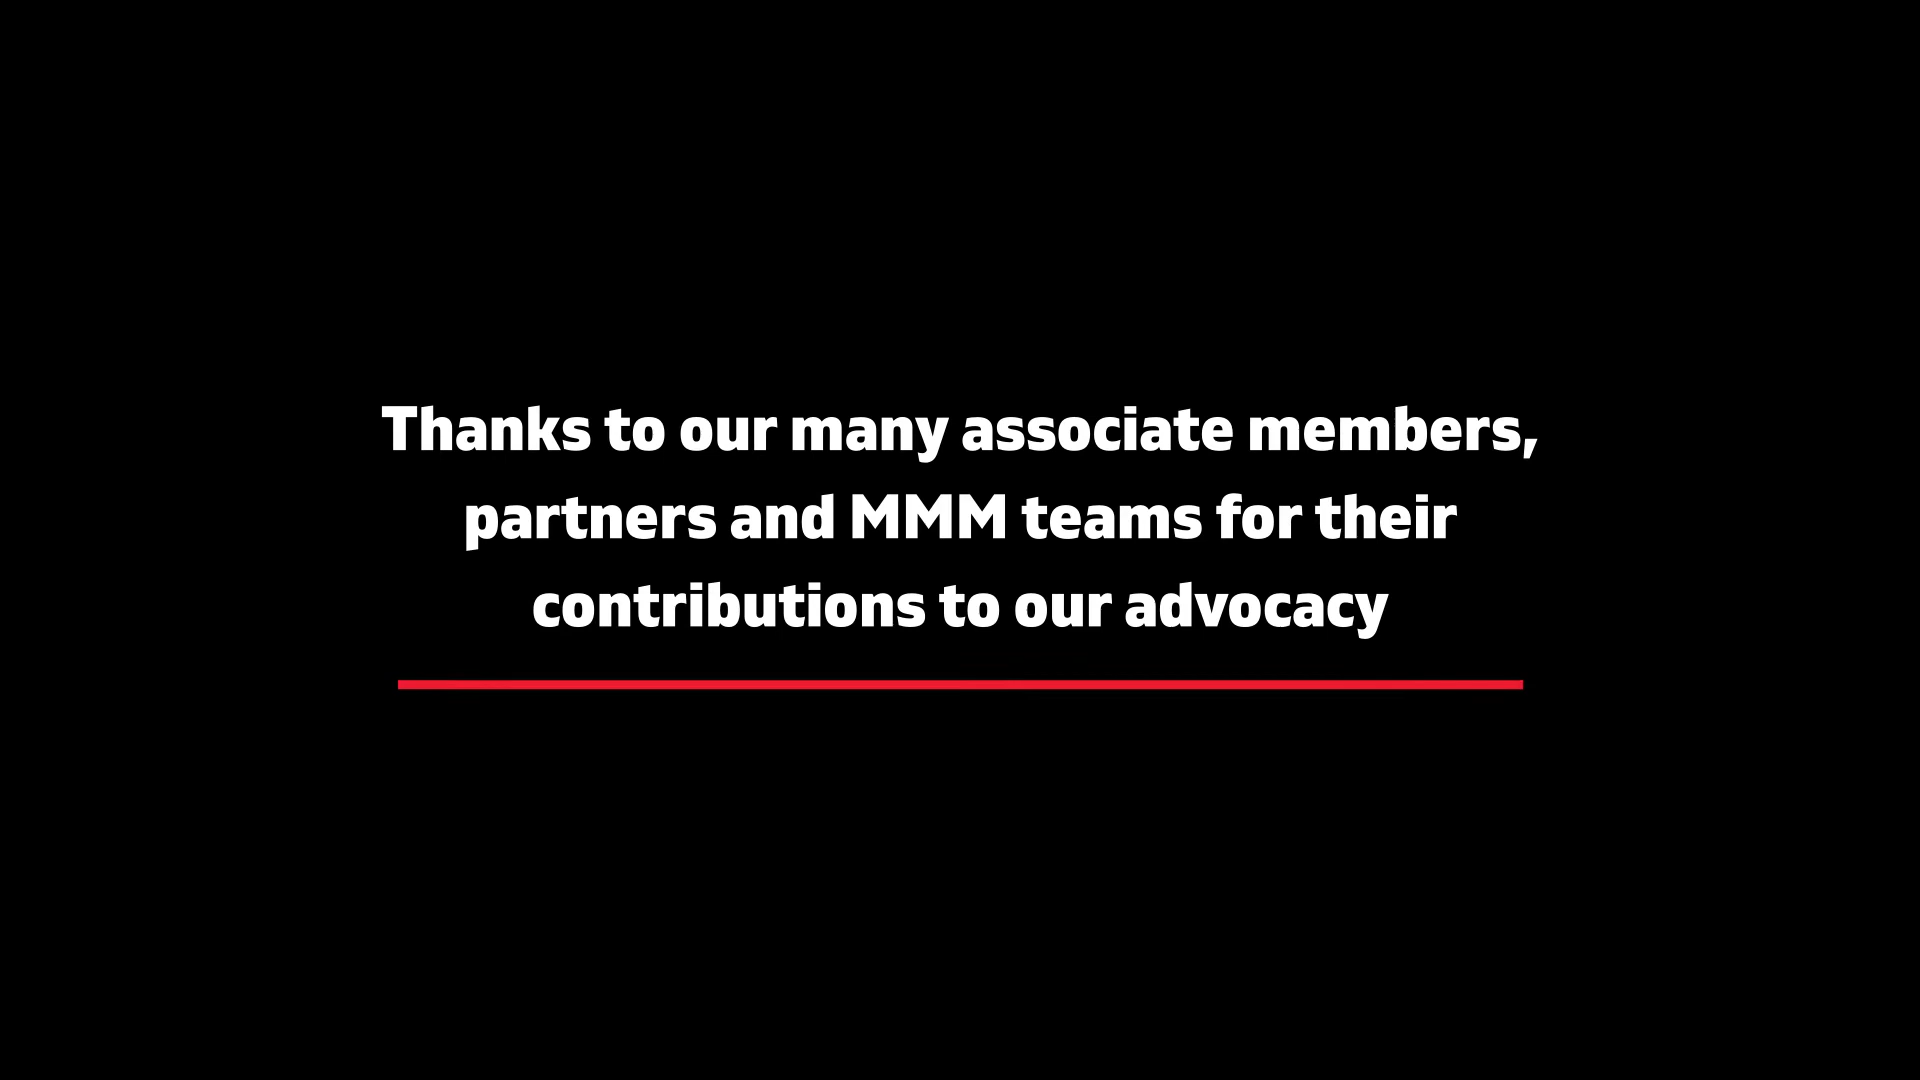 Thanks to our many associate members,
partners and MMM teams for their
contributions to our advocacy